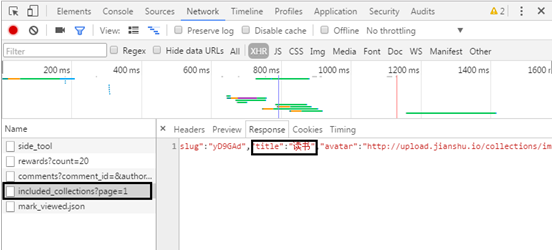 Elements Console Sources Network Timeline Profiles Application » 2
View: Preserve log Disable cache Offline No throttling
Filter Regex Hide data URLs All XHR JS CSS Img Media Font Doc WS Manifest Other
200 ms 400 ms 600 ms 800 ms 1000 ms 1200 ms 1400 ms 1600
Name × Headers Preview Response Cookies Timing
side_tool 1 slug":"yD9GAd","title":"读书","avatar":"http://upload.jianshu.io/collections/im
rewards?count=20
comments?comment_id=&author...
included_collections?page=1
mark_viewed.json